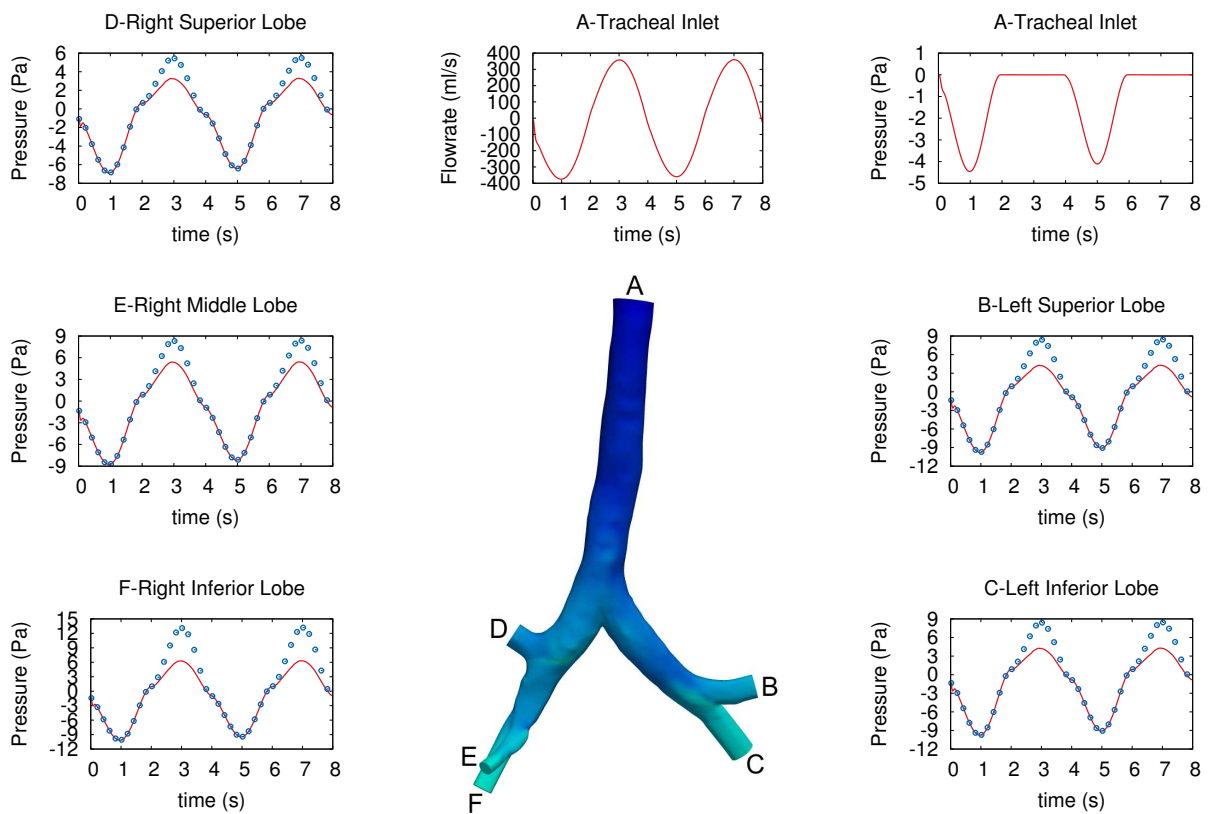 D-Right Superior Lobe
Pressure (Pa)
6
4
2
0
-2
-4
-6
-8
0 1 2 3 4 5 6 7 8
time (s)
A-Tracheal Inlet
Flowrate (ml/s)
400
300
200
100
0
-100
-200
-300
-400
0 1 2 3 4 5 6 7 8
time (s)
A-Tracheal Inlet
Pressure (Pa)
1
0
-1
-2
-3
-4
-5
0 1 2 3 4 5 6 7 8
time (s)
E-Right Middle Lobe
Pressure (Pa)
9
6
3
0
-3
-6
-9
0 1 2 3 4 5 6 7 8
time (s)
A
D
B
E
C
F
B-Left Superior Lobe
Pressure (Pa)
9
6
3
0
-3
-6
-9
-12
0 1 2 3 4 5 6 7 8
time (s)
F-Right Inferior Lobe
Pressure (Pa)
15
12
9
6
3
0
-3
-6
-9
-12
0 1 2 3 4 5 6 7 8
time (s)
C-Left Inferior Lobe
Pressure (Pa)
9
6
3
0
-3
-6
-9
-12
0 1 2 3 4 5 6 7 8
time (s)